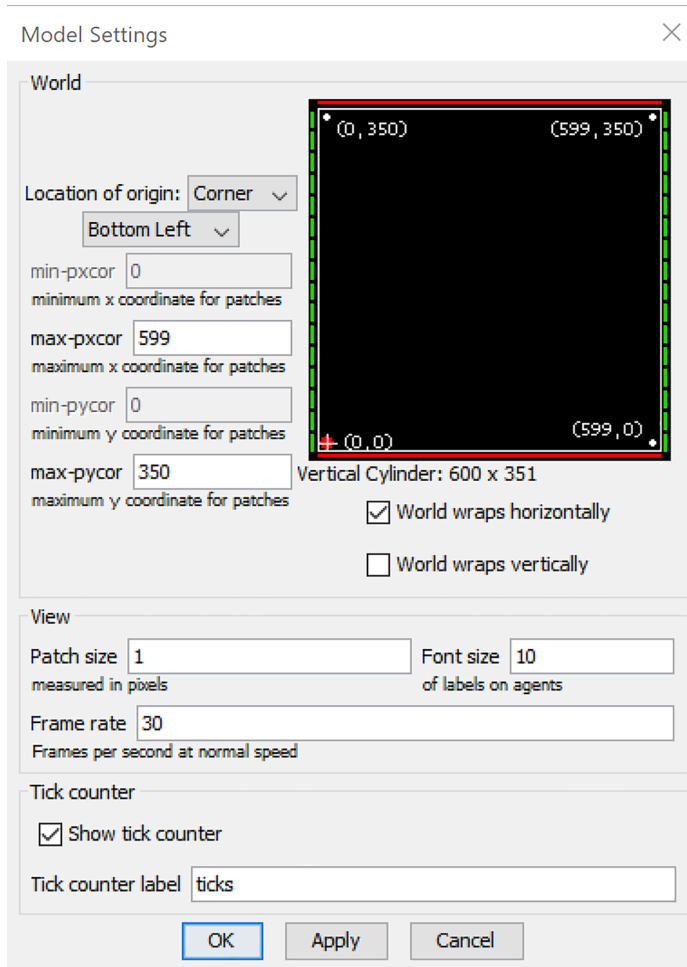 Model Settings
World
(0,350) (599,350)
Location of origin: Corner
Bottom Left
min-pxcor 0
minimum x coordinate for patches
max-pxcor 599
maximum x coordinate for patches
min-pycor 0
minimum y coordinate for patches
(0,0) (599,0)
max-pycor 350
maximum y coordinate for patches
Vertical Cylinder: 600 x 351
World wraps horizontally
World wraps vertically
View
Patch size 1 Font size 10
measured in pixels of labels on agents
Frame rate 30
Frames per second at normal speed
Tick counter
Show tick counter
Tick counter label ticks
OK Apply Cancel